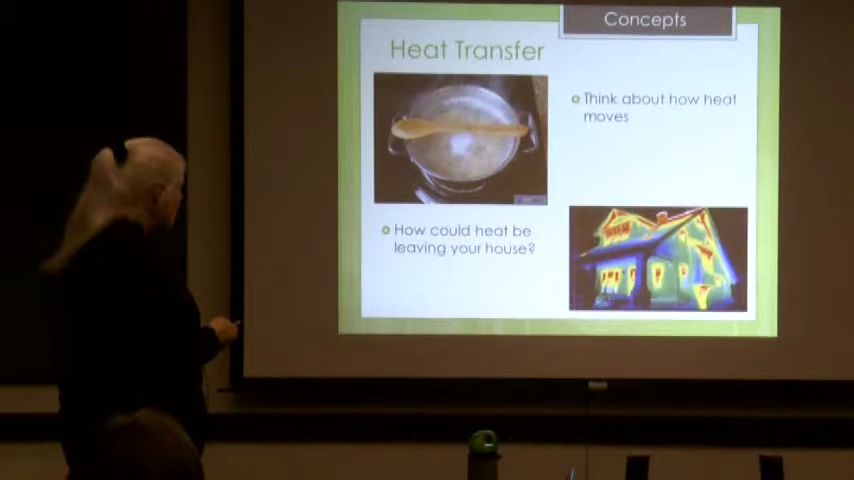 Concepts
Heat Transfer
Think about how heat
moves
How could heat be
leaving your house?